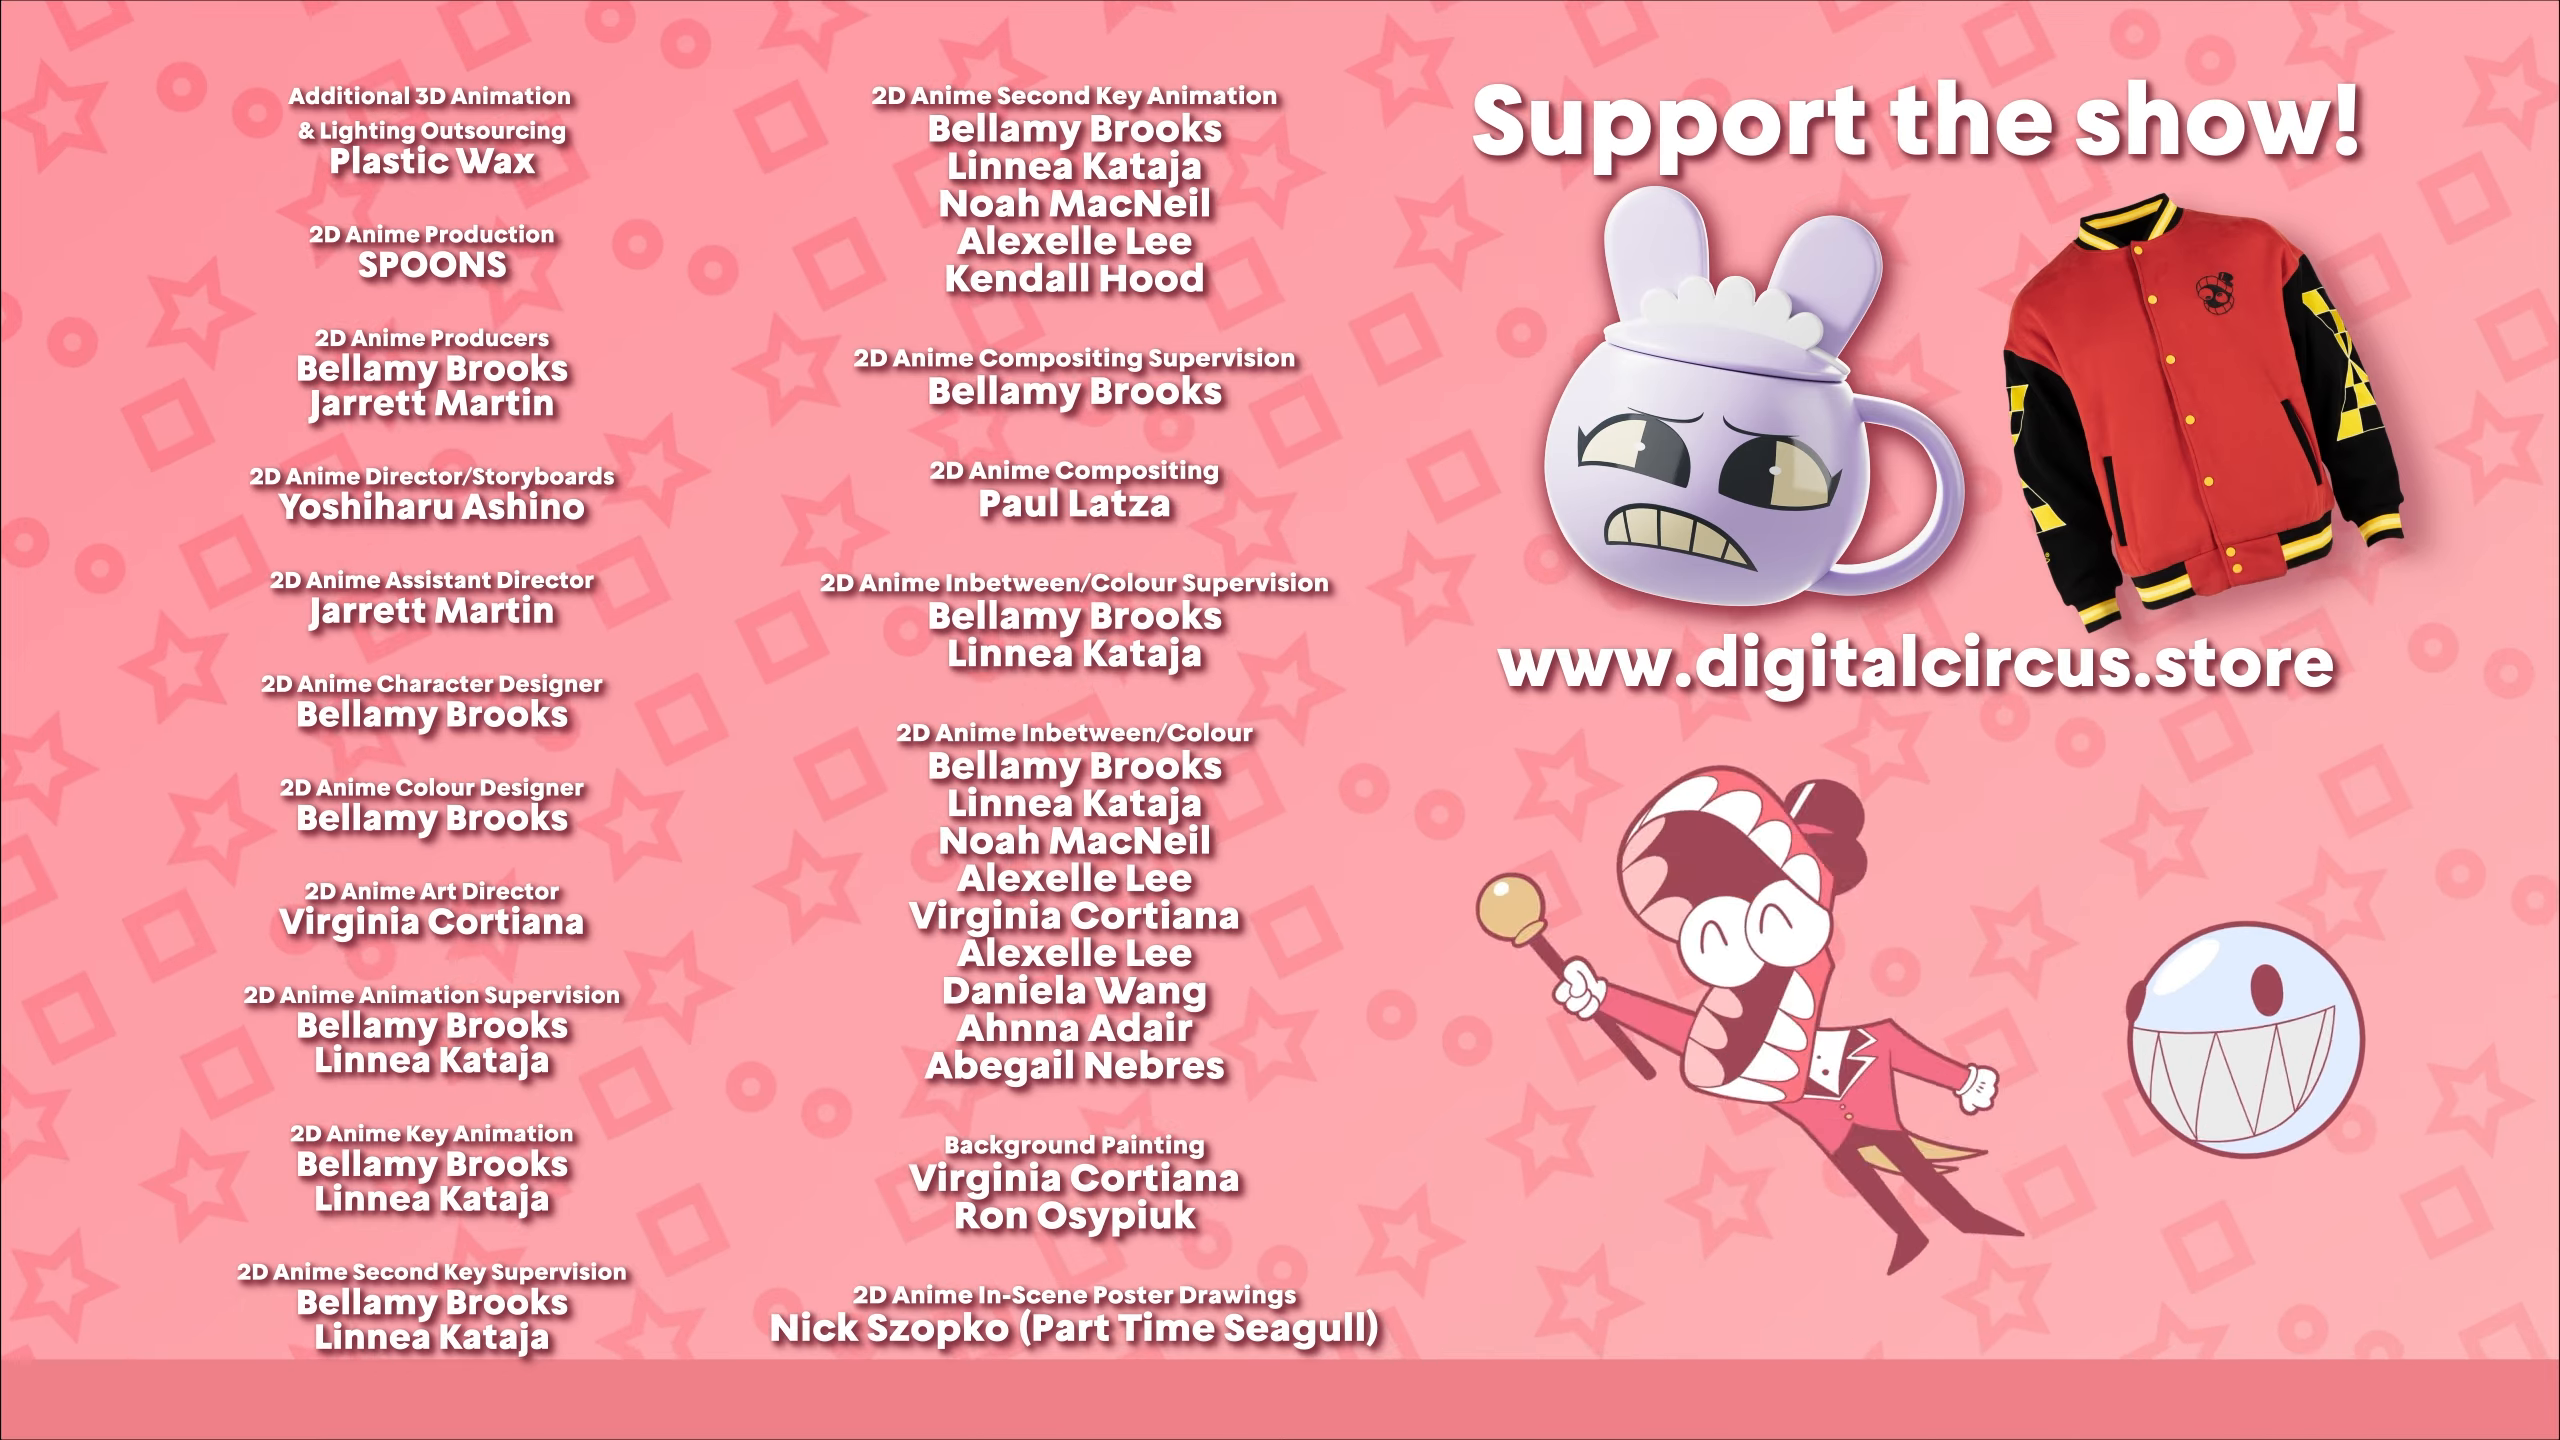 Additional 3D Animation
& Lighting Outsourcing
Plastic Wax
2D Anime Production
SPOONS
2D Anime Producers
Bellamy Brooks
Jarrett Martin
2D Anime Director/Storyboards
Yoshiharu Ashino
2D Anime Assistant Director
Jarrett Martin
2D Anime Character Designer
Bellamy Brooks
2D Anime Colour Designer
Bellamy Brooks
2D Anime Art Director
Virginia Cortiana
2D Anime Animation Supervision
Bellamy Brooks
Linnea Kataja
2D Anime Key Animation
Bellamy Brooks
Linnea Kataja
2D Anime Second Key Supervision
Bellamy Brooks
Linnea Kataja
2D Anime Second Key Animation
Bellamy Brooks
Linnea Kataja
Noah MacNeil
Alexelle Lee
Kendall Hood
2D Anime Compositing Supervision
Bellamy Brooks
2D Anime Compositing
Paul Latza
2D Anime Inbetween/Colour Supervision
Bellamy Brooks
Linnea Kataja
2D Anime Inbetween/Colour
Bellamy Brooks
Linnea Kataja
Noah MacNeil
Alexelle Lee
Virginia Cortiana
Alexelle Lee
Daniela Wang
Ahnna Adair
Abegail Nebres
Background Painting
Virginia Cortiana
Ron Osypiuk
2D Anime In-Scene Poster Drawings
Nick Szopko (Part Time Seagull)
Support the show!
www.digitalcircus.store